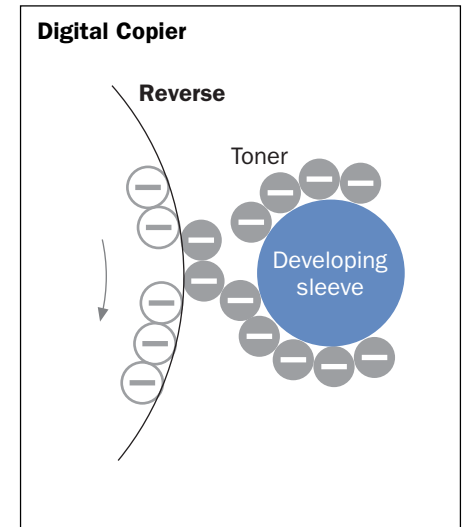 Digital Copier
Reverse
Toner
Developing
sleeve